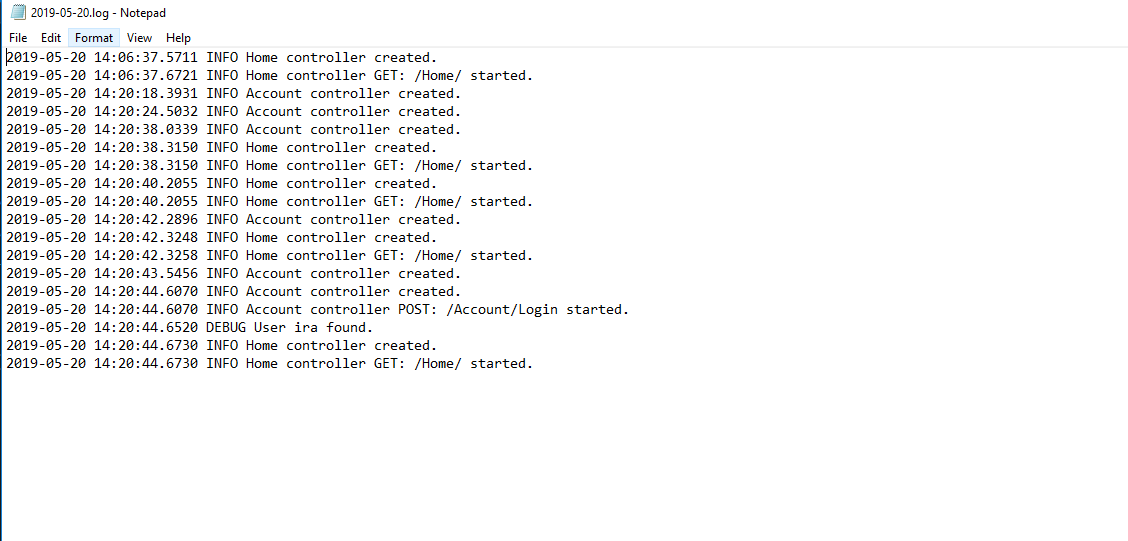 2019-05-20.log - Notepad
File Edit Format View Help
2019-05-20 14:06:37.5711 INFO Home controller created.
2019-05-20 14:06:37.6721 INFO Home controller GET: /Home/ started.
2019-05-20 14:20:18.3931 INFO Account controller created.
2019-05-20 14:20:24.5032 INFO Account controller created.
2019-05-20 14:20:38.0339 INFO Account controller created.
2019-05-20 14:20:38.3150 INFO Home controller created.
2019-05-20 14:20:38.3150 INFO Home controller GET: /Home/ started.
2019-05-20 14:20:40.2055 INFO Home controller created.
2019-05-20 14:20:40.2055 INFO Home controller GET: /Home/ started.
2019-05-20 14:20:42.2896 INFO Account controller created.
2019-05-20 14:20:42.3248 INFO Home controller created.
2019-05-20 14:20:42.3258 INFO Home controller GET: /Home/ started.
2019-05-20 14:20:43.5456 INFO Account controller created.
2019-05-20 14:20:44.6070 INFO Account controller created.
2019-05-20 14:20:44.6070 INFO Account controller POST: /Account/Login started.
2019-05-20 14:20:44.6520 DEBUG User ira found.
2019-05-20 14:20:44.6730 INFO Home controller created.
2019-05-20 14:20:44.6730 INFO Home controller GET: /Home/ started.